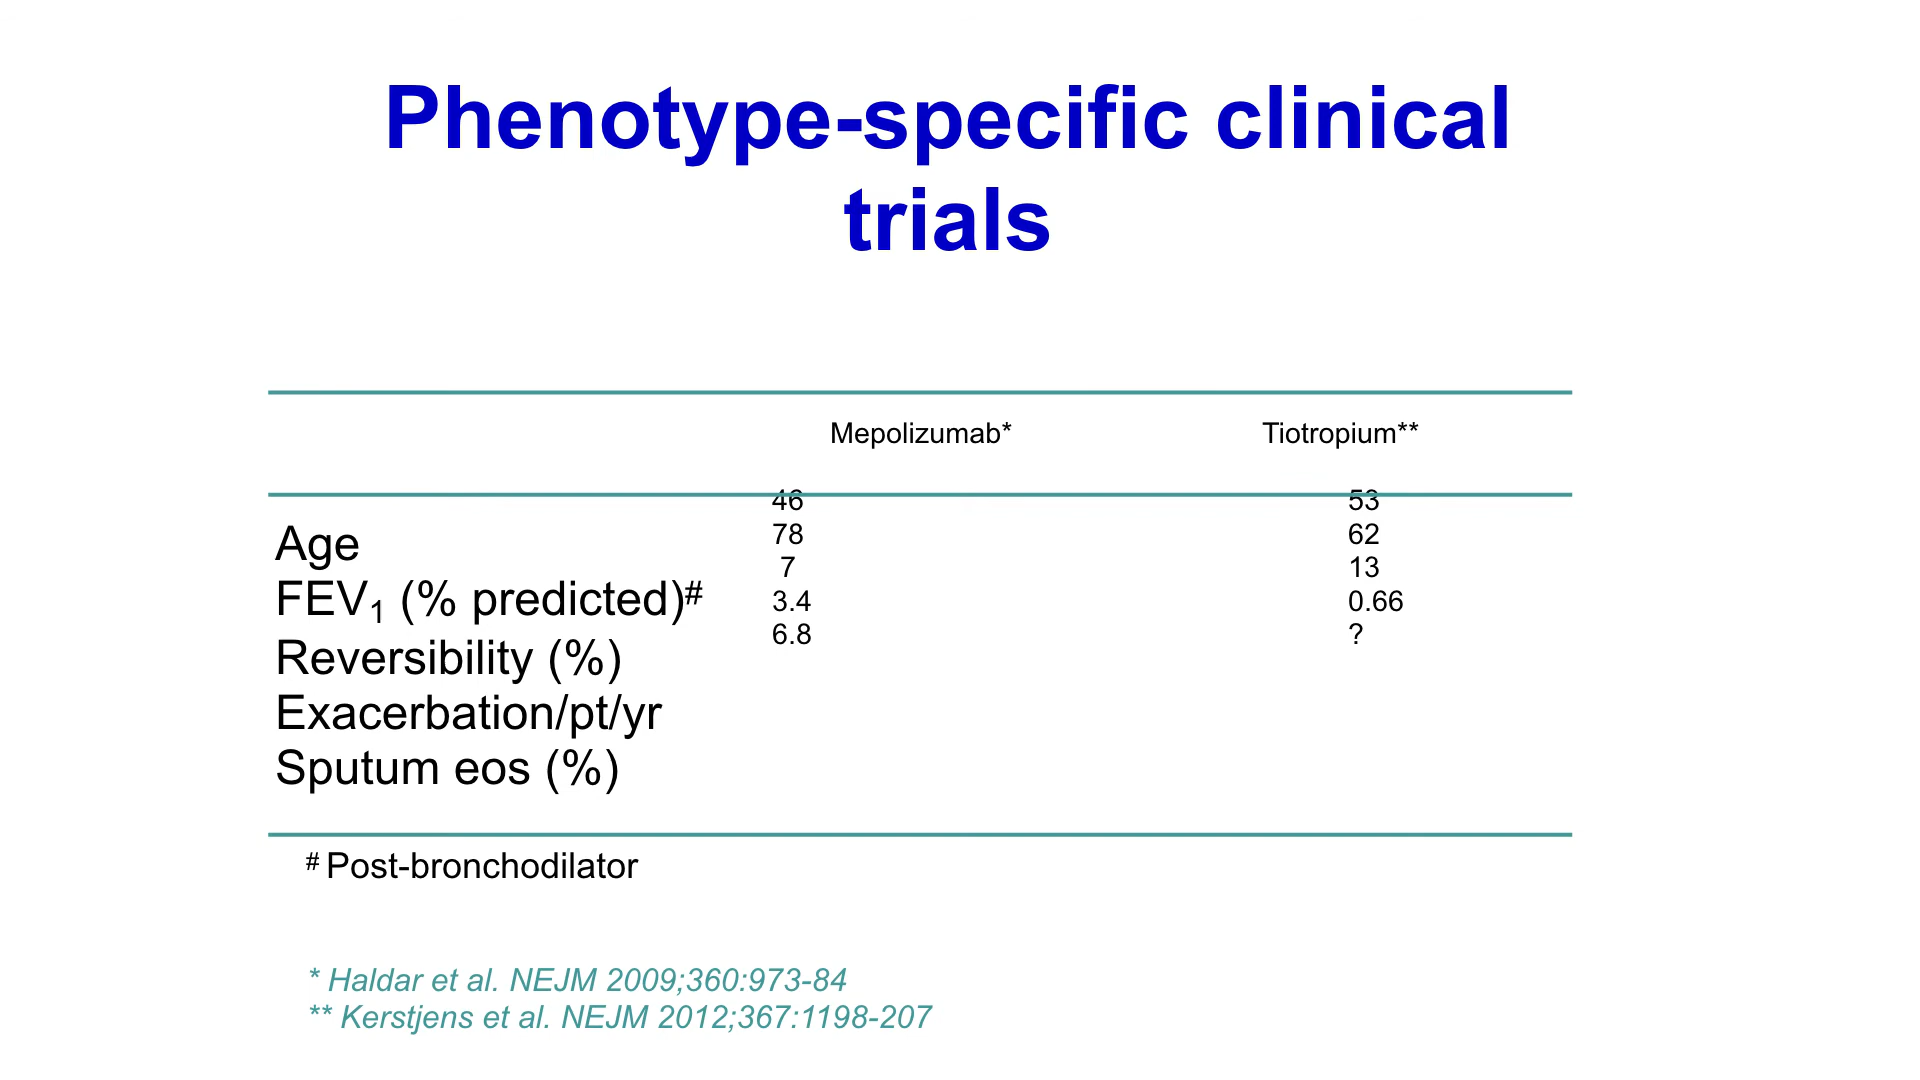 Phenotype-specific clinical
trials
Mepolizumab* Tiotropium**
46 53
78 62
7 13
3.4 0.66
6.8 ?
Age
FEV₁ (% predicted)#
Reversibility (%)
Exacerbation/pt/yr
Sputum eos (%)
# Post-bronchodilator
* Haldar et al. NEJM 2009;360:973-84
** Kerstjens et al. NEJM 2012;367:1198-207